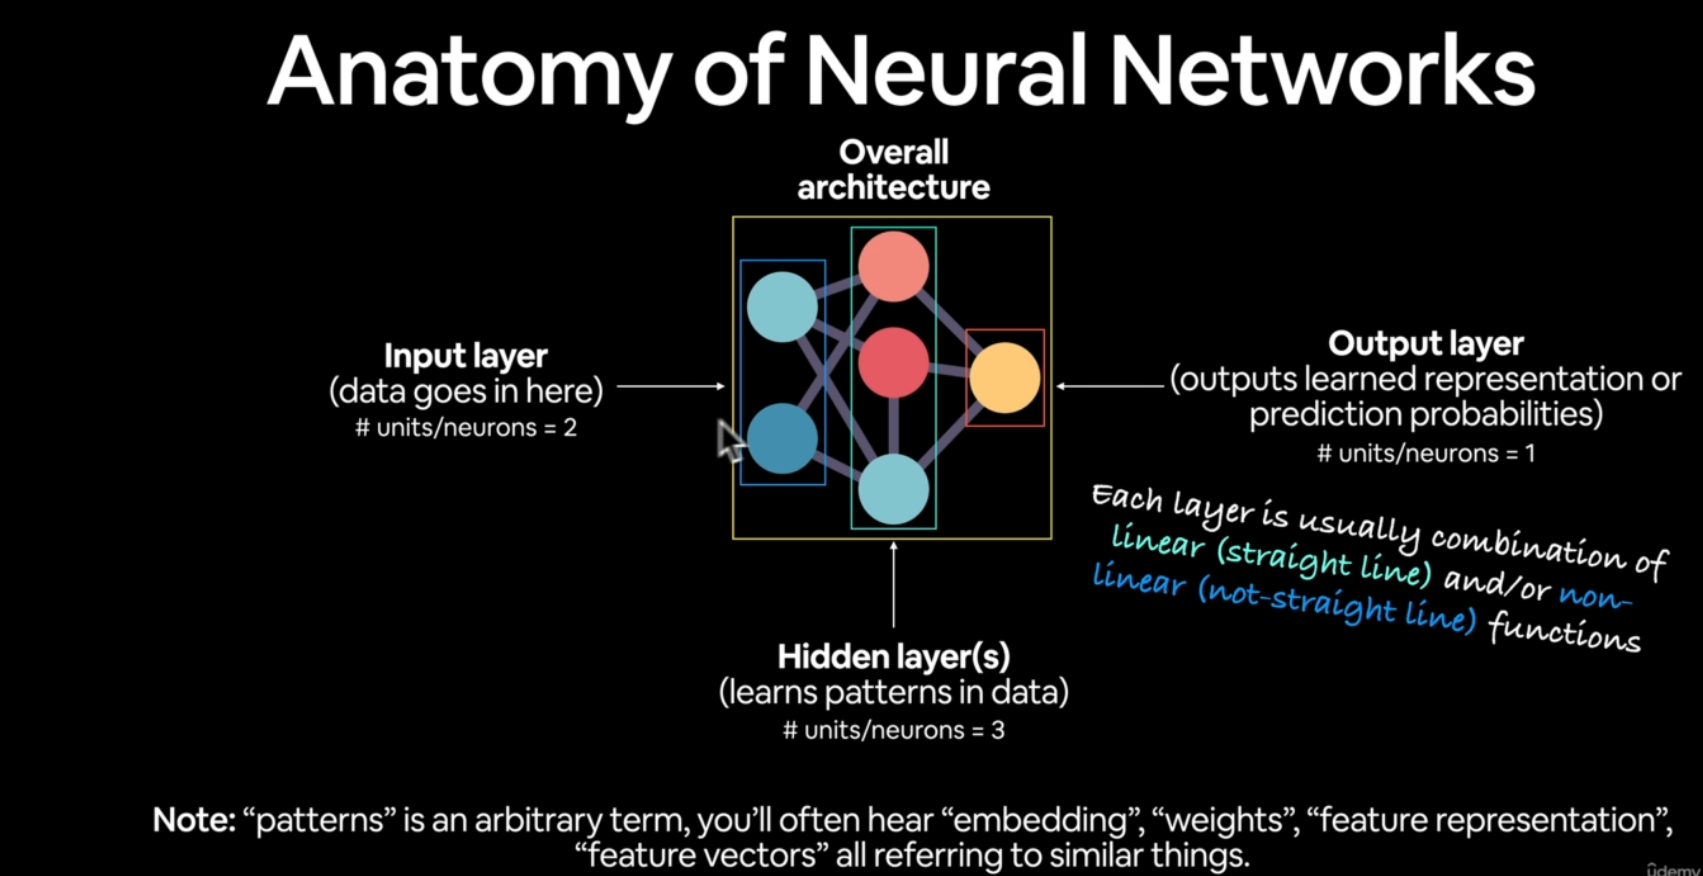 Anatomy of Neural Networks
Overall
architecture
Input layer
(data goes in here)
# units/neurons = 2
Output layer
(outputs learned representation or
prediction probabilities)
# units/neurons = 1
Each layer is usually combination of
linear (straight line) and/or non-
linear (not-straight line) functions
Hidden layer(s)
(learns patterns in data)
# units/neurons = 3
Note: “patterns” is an arbitrary term, you’ll often hear “embedding”, “weights”, “feature representation”,
“feature vectors” all referring to similar things.
udemy